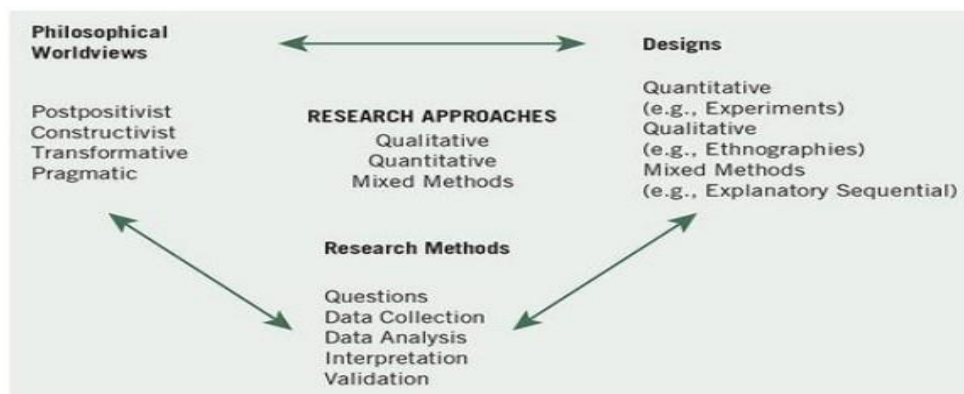 Philosophical
Worldviews
Postpositivist
Constructivist
Transformative
Pragmatic
RESEARCH APPROACHES
Qualitative
Quantitative
Mixed Methods
Designs
Quantitative
(e.g., Experiments)
Qualitative
(e.g., Ethnographies)
Mixed Methods
(e.g., Explanatory Sequential)
Research Methods
Questions
Data Collection
Data Analysis
Interpretation
Validation